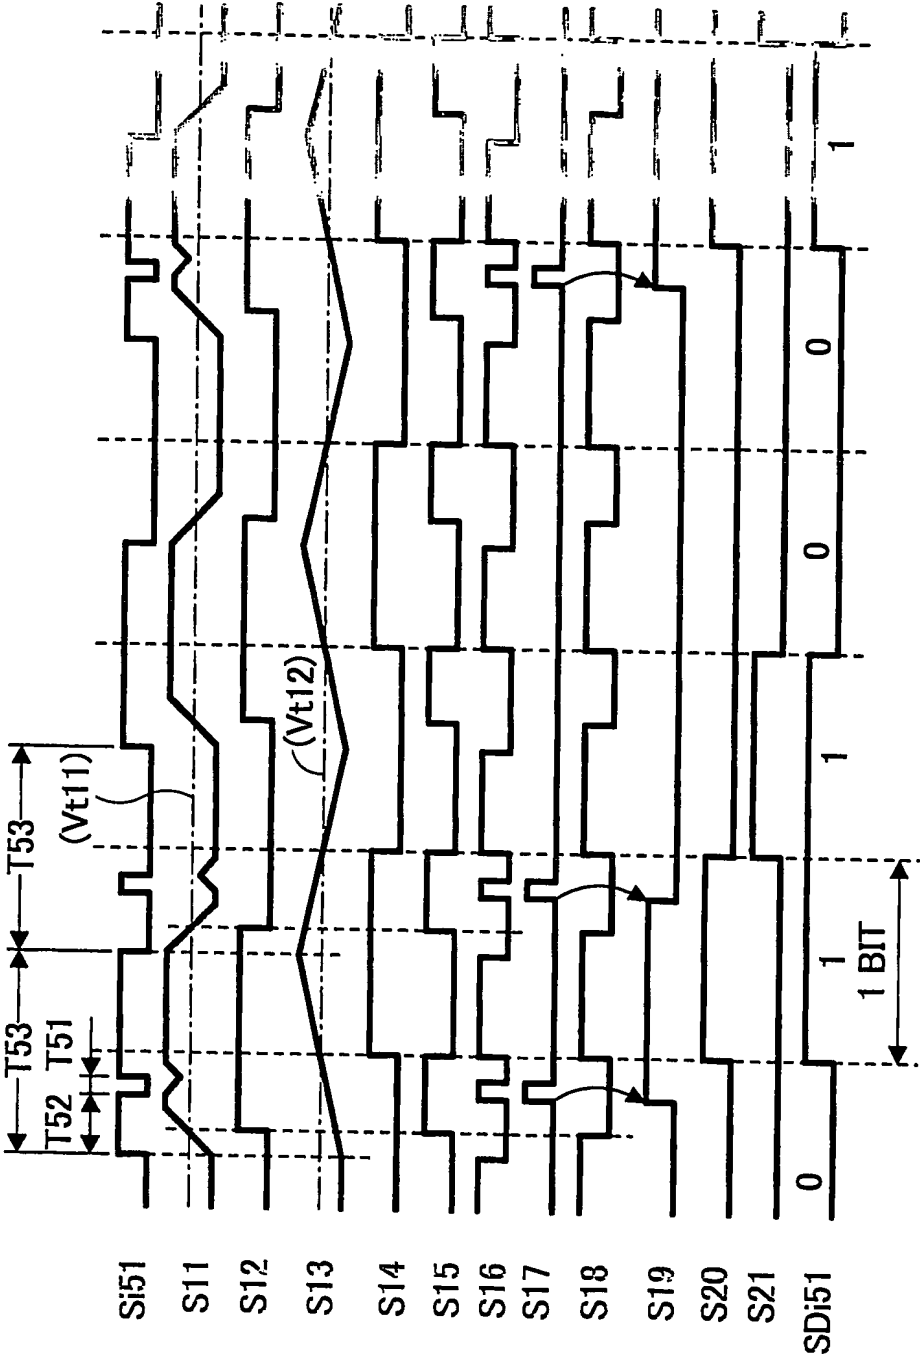 T53
T53
T52
T51
(Vt11)
Si51
S11
S12
(Vt12)
S13
S14
S15
S16
S17
S18
S19
S20
S21
SDi51
0
1
1
0
0
1
1 BIT